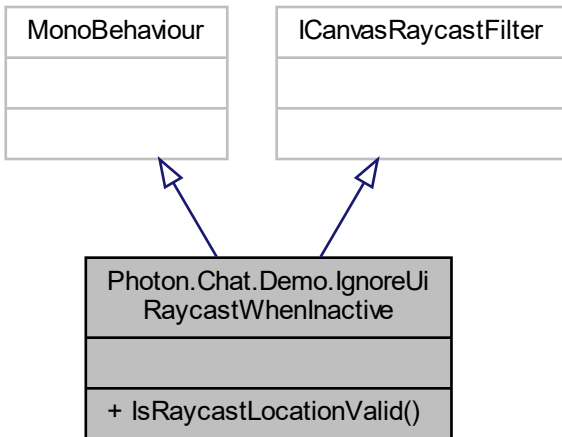 MonoBehaviour
ICanvasRaycastFilter
Photon.Chat.Demo.IgnoreUi
RaycastWhenInactive
+ IsRaycastLocationValid()